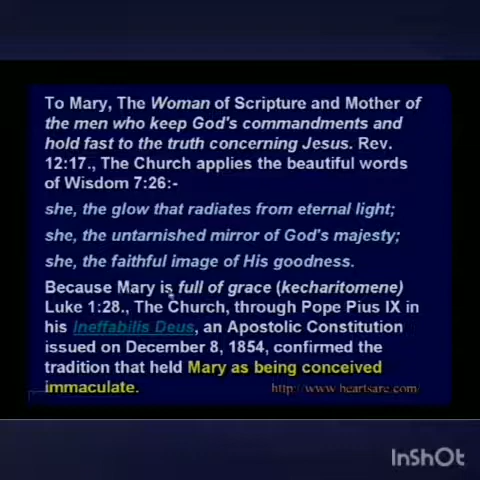 To Mary, The Woman of Scripture and Mother of
the men who keep God's commandments and
hold fast to the truth concerning Jesus. Rev.
12:17., The Church applies the beautiful words
of Wisdom 7:26:-
she, the glow that radiates from eternal light;
she, the untarnished mirror of God's majesty;
she, the faithful image of His goodness.
Because Mary is full of grace (kecharitomene)
Luke 1:28., The Church, through Pope Pius IX in
his Ineffabilis Deus, an Apostolic Constitution
issued on December 8, 1854, confirmed the
tradition that held Mary as being conceived
immaculate. http://www.heartsare.com/
InShOt